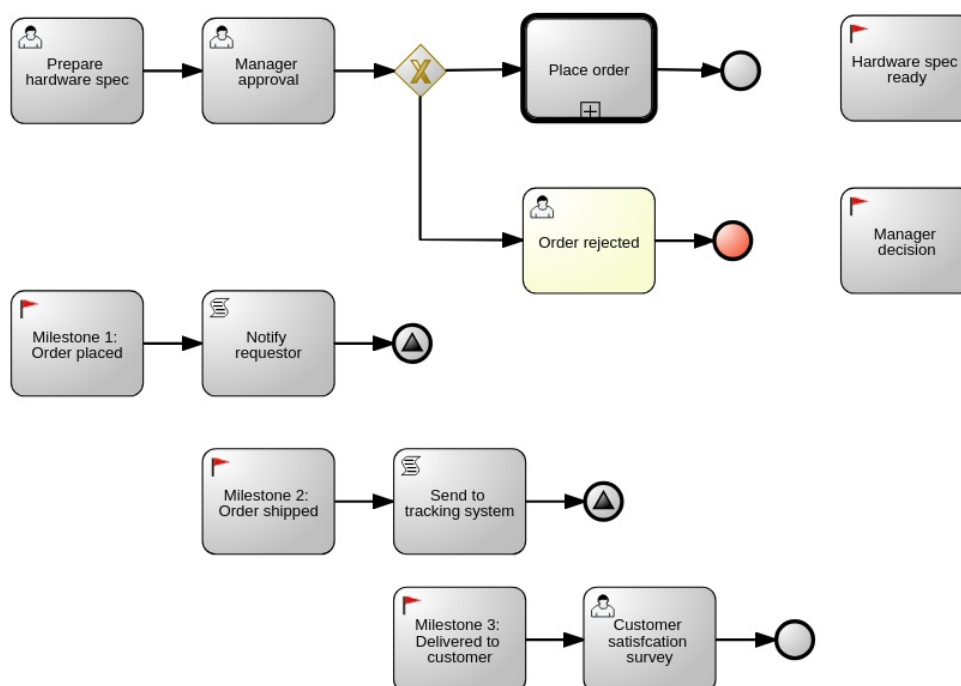 Prepare
hardware spec
Manager
approval
X
Place order
Hardware spec
ready
Order rejected
Manager
decision
Milestone 1:
Order placed
Notify
requestor
Milestone 2:
Order shipped
Send to
tracking system
Milestone 3:
Delivered to
customer
Customer
satisfcation
survey